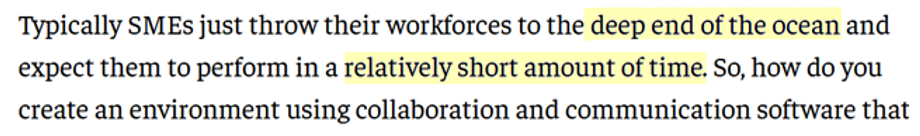 Typically SMEs just throw their workforces to the deep end of the ocean and
expect them to perform in a relatively short amount of time. So, how do you
create an environment using collaboration and communication software that